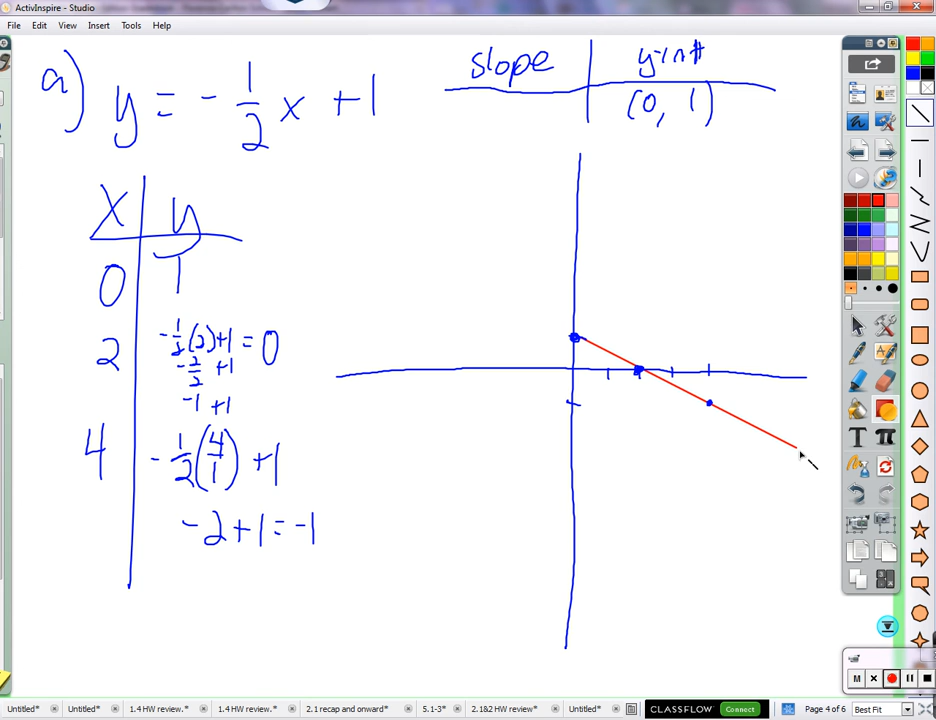 ActivInspire - Studio
File Edit View Insert Tools Help
a) y = - 1/2 x + 1
slope y-int
(0, 1)
x y
0 1
2 -1/2(2)+1 = 0
-2/2 +1
-1 +1
4 -1/2(4/1) +1
-2+1=-1
M
Untitled* Untitled* 1.4 HW review.* 1.4 HW review.* 2.1 recap and onward* 5.1-3* 2.1&2 HW review* Untitled* CLASSFLOW Connect Page 4 of 6 Best Fit